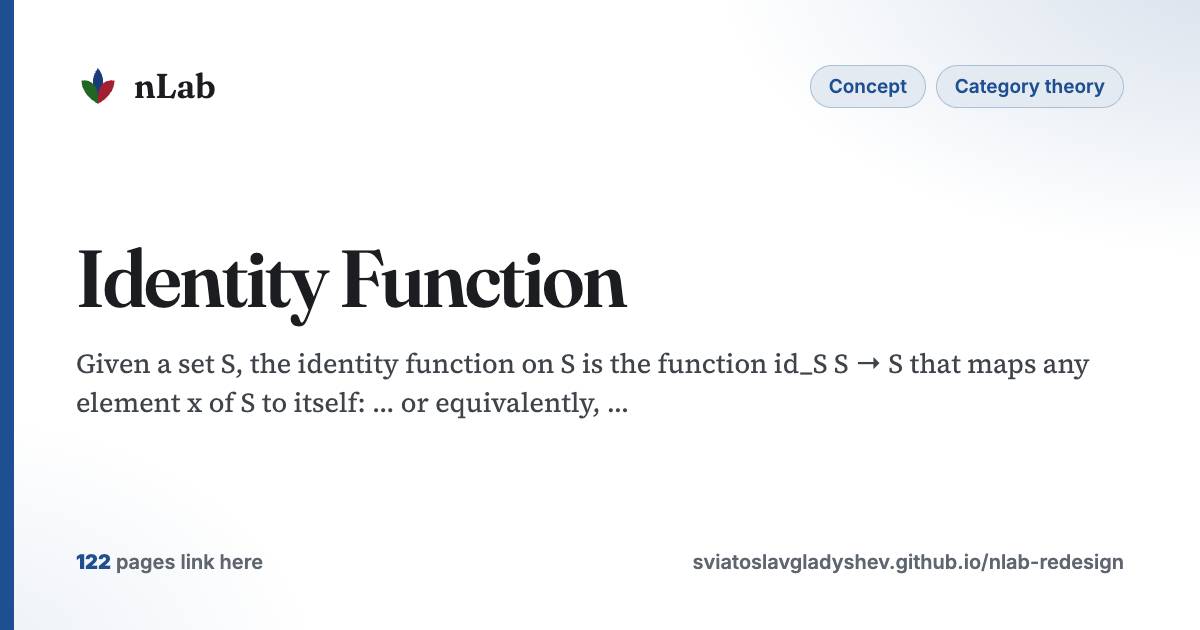 nLab
Concept
Category theory
Identity Function
Given a set S, the identity function on S is the function id_S S → S that maps any
element x of S to itself: ... or equivalently, ...
122 pages link here
sviatoslavgladyshev.github.io/nlab-redesign